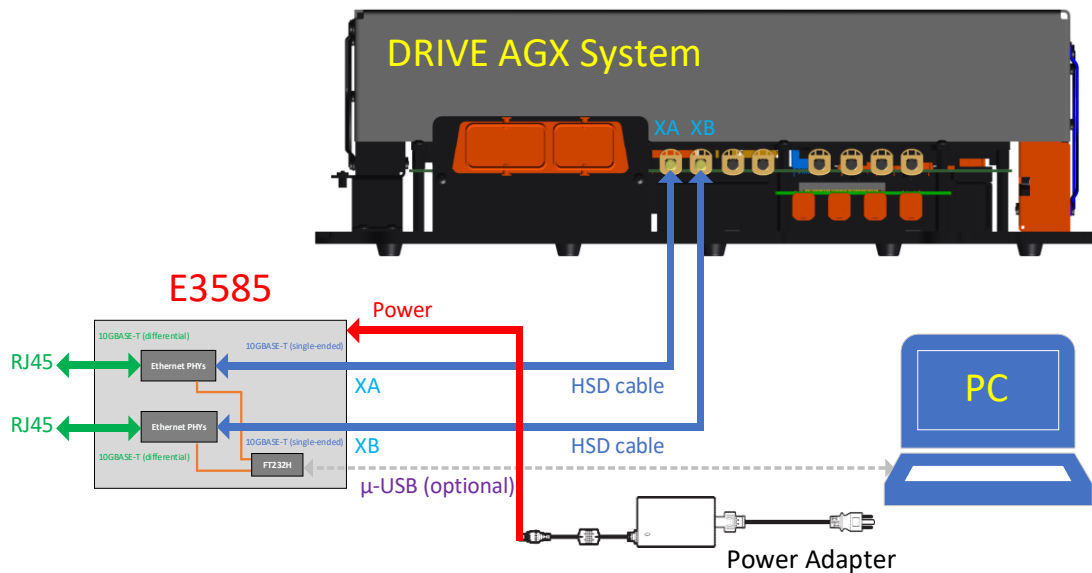 DRIVE AGX System
XA XB
E3585
Power
10GBASE-T (differential)
10GBASE-T (single-ended)
RJ45
Ethernet PHYs
XA
HSD cable
PC
RJ45
Ethernet PHYs
10GBASE-T (single-ended)
XB
HSD cable
10GBASE-T (differential)
FT232H
μ-USB (optional)
Power Adapter